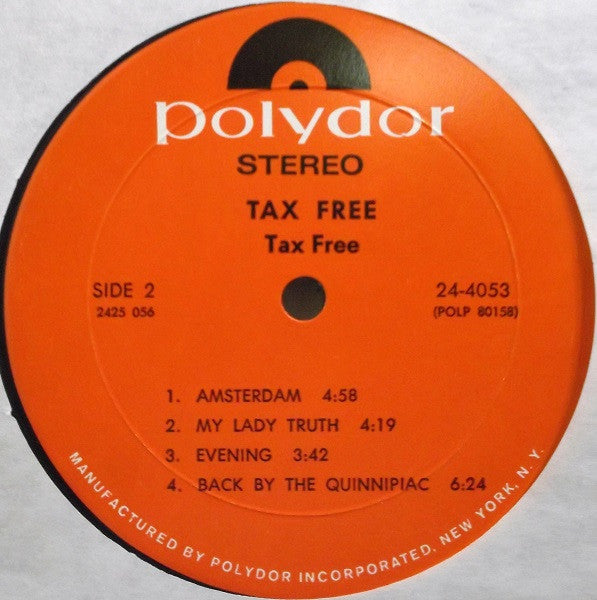 polydor
STEREO
TAX FREE
Tax Free
SIDE 2 24-4053
2425 056 (POLP 80158)
1. AMSTERDAM 4:58
2. MY LADY TRUTH 4:19
3. EVENING 3:42
4. BACK BY THE QUINNIPIAC 6:24
MANUFACTURED BY POLYDOR INCORPORATED, NEW YORK, N. Y.